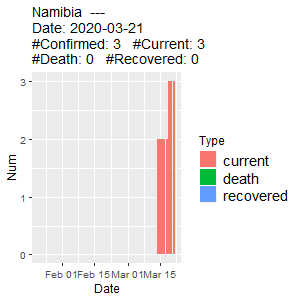 Namibia  ---
Date: 2020-03-21
#Confirmed: 3   #Current: 3
#Death: 0   #Recovered: 0
3
2
1
0
Num
Feb 01 Feb 15 Mar 01 Mar 15
Date
Type
current
death
recovered